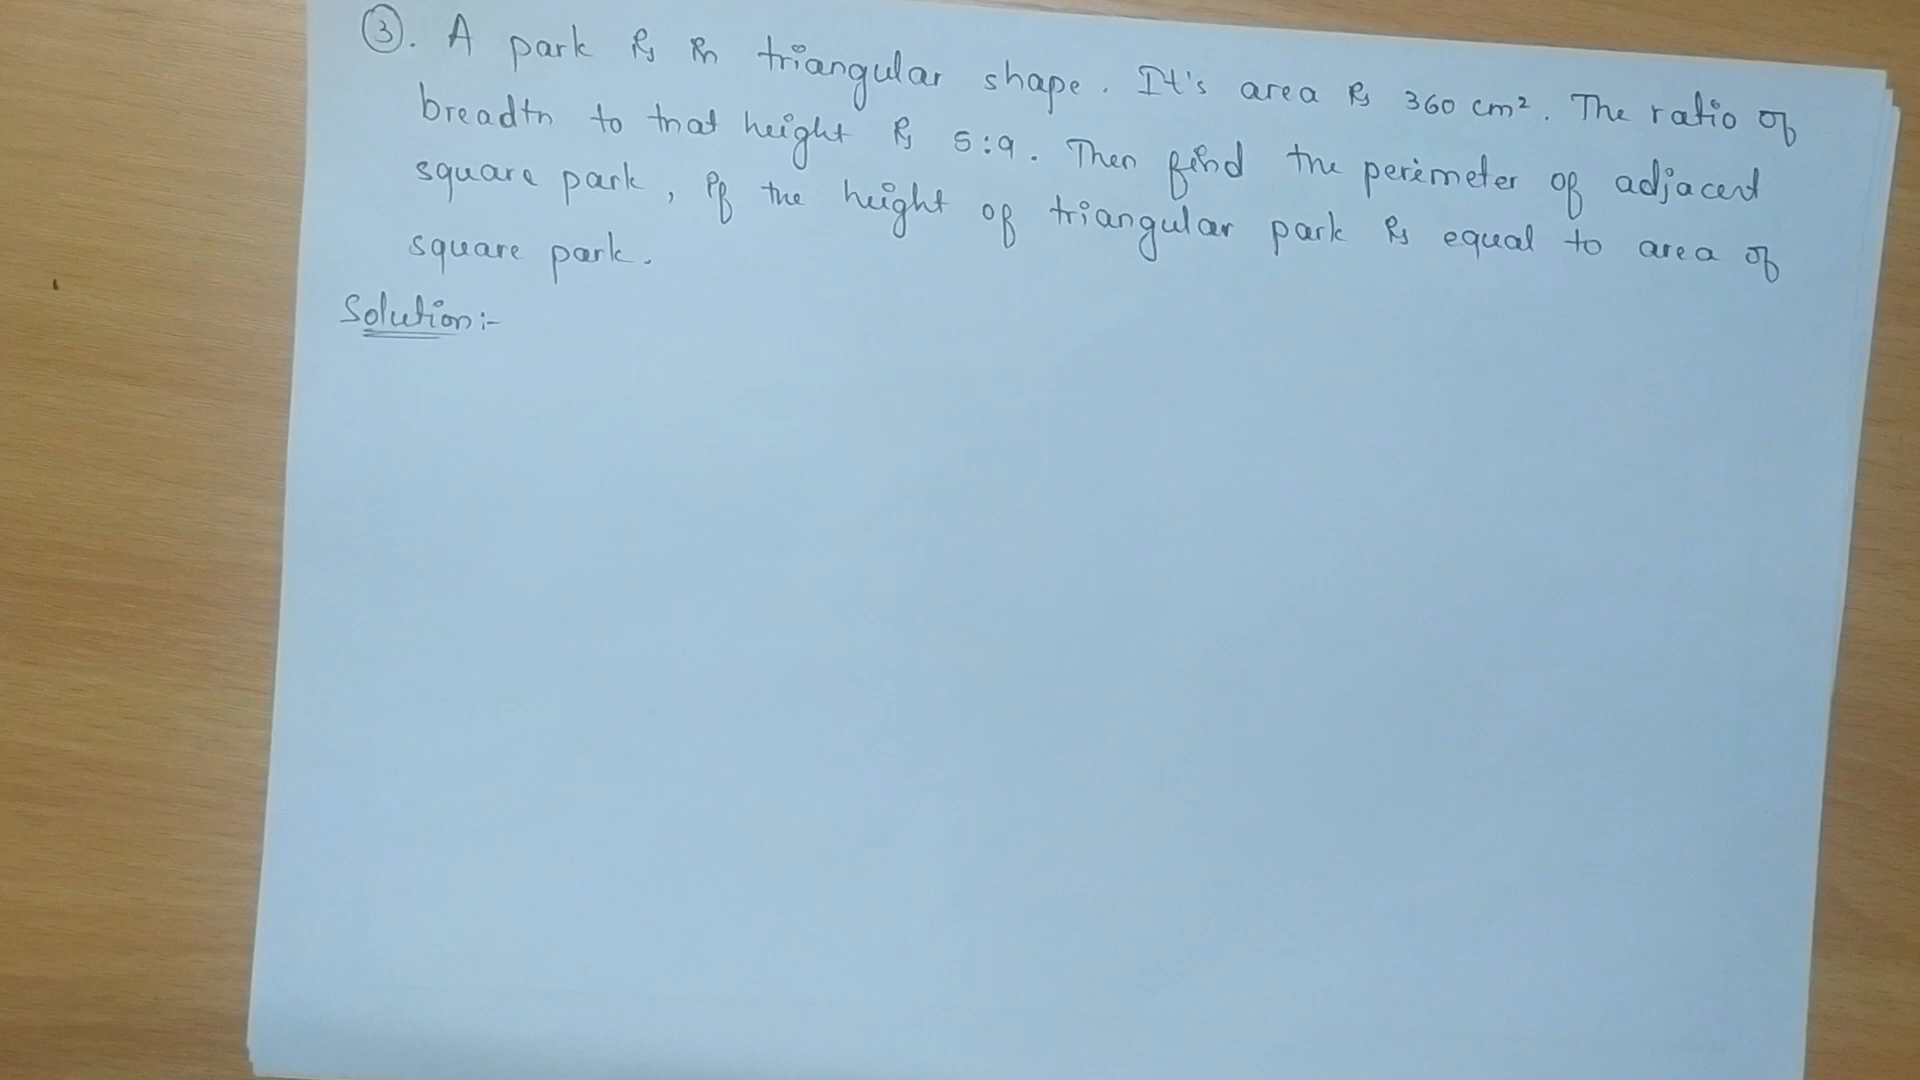 3. A park is in triangular shape. It's area is 360 cm². The ratio of
breadth to that height is 5:9. Then find the perimeter of adjacent
square park, if the height of triangular park is equal to area of
square park.
Solution:-